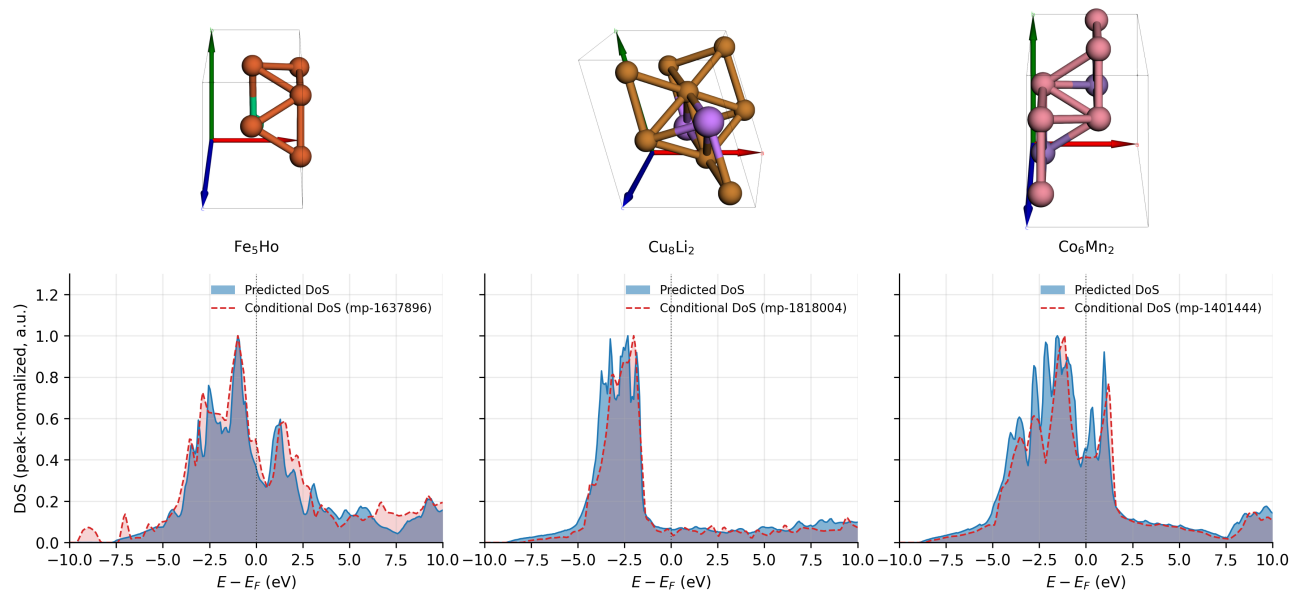 Fe₅Ho
Cu₈Li₂
Co₆Mn₂
DoS (peak-normalized, a.u.)
1.2
1.0
0.8
0.6
0.4
0.2
0.0
Predicted DoS
Conditional DoS (mp-1637896)
−10.0 −7.5 −5.0 −2.5 0.0 2.5 5.0 7.5 10.0
E − E_F (eV)
Predicted DoS
Conditional DoS (mp-1818004)
−10.0 −7.5 −5.0 −2.5 0.0 2.5 5.0 7.5 10.0
E − E_F (eV)
Predicted DoS
Conditional DoS (mp-1401444)
−10.0 −7.5 −5.0 −2.5 0.0 2.5 5.0 7.5 10.0
E − E_F (eV)